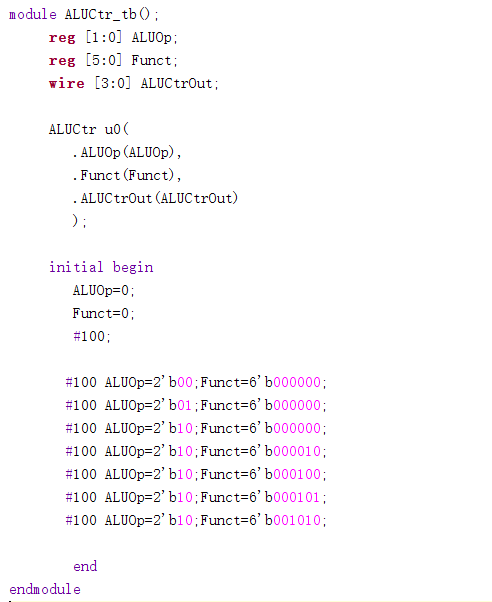 module ALUCtr_tb();
reg [1:0] ALUOp;
reg [5:0] Funct;
wire [3:0] ALUCtrOut;
ALUCtr u0(
.ALUOp(ALUOp),
.Funct(Funct),
.ALUCtrOut(ALUCtrOut)
);
initial begin
ALUOp=0;
Funct=0;
#100;
#100 ALUOp=2'b00;Funct=6'b000000;
#100 ALUOp=2'b01;Funct=6'b000000;
#100 ALUOp=2'b10;Funct=6'b000000;
#100 ALUOp=2'b10;Funct=6'b000010;
#100 ALUOp=2'b10;Funct=6'b000100;
#100 ALUOp=2'b10;Funct=6'b000101;
#100 ALUOp=2'b10;Funct=6'b001010;
end
endmodule